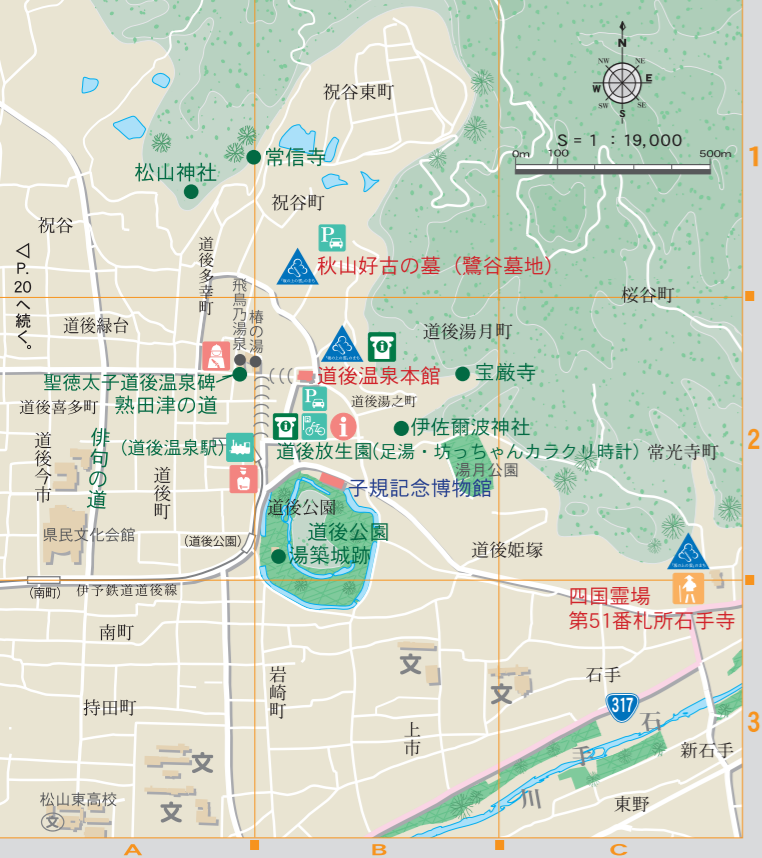 祝谷東町
N
NW
NE
W
E
SW
SE
S
S = 1 : 19,000
0m
100
500m
1
常信寺
松山神社
祝谷町
祝谷
P
◁P.20へ続く。
道後多幸町
秋山好古の墓（鷺谷墓地）
飛鳥乃湯泉
椿の湯
桜谷町
道後緑台
道後湯月町
道後温泉本館
宝厳寺
聖徳太子道後温泉碑
熟田津の道
道後喜多町
P
道後湯之町
伊佐爾波神社
俳句の道
道後今市
（道後温泉駅）
道後放生園(足湯・坊っちゃんカラクリ時計)
常光寺町
2
湯月公園
道後町
子規記念博物館
道後公園
県民文化会館
（道後公園）
道後公園
湯築城跡
道後姫塚
（南町）
伊予鉄道道後線
四国霊場
第51番札所石手寺
南町
岩崎町
文
文
石手
317
石手川
持田町
上市
3
新石手
文
松山東高校
文
文
東野
A
B
C